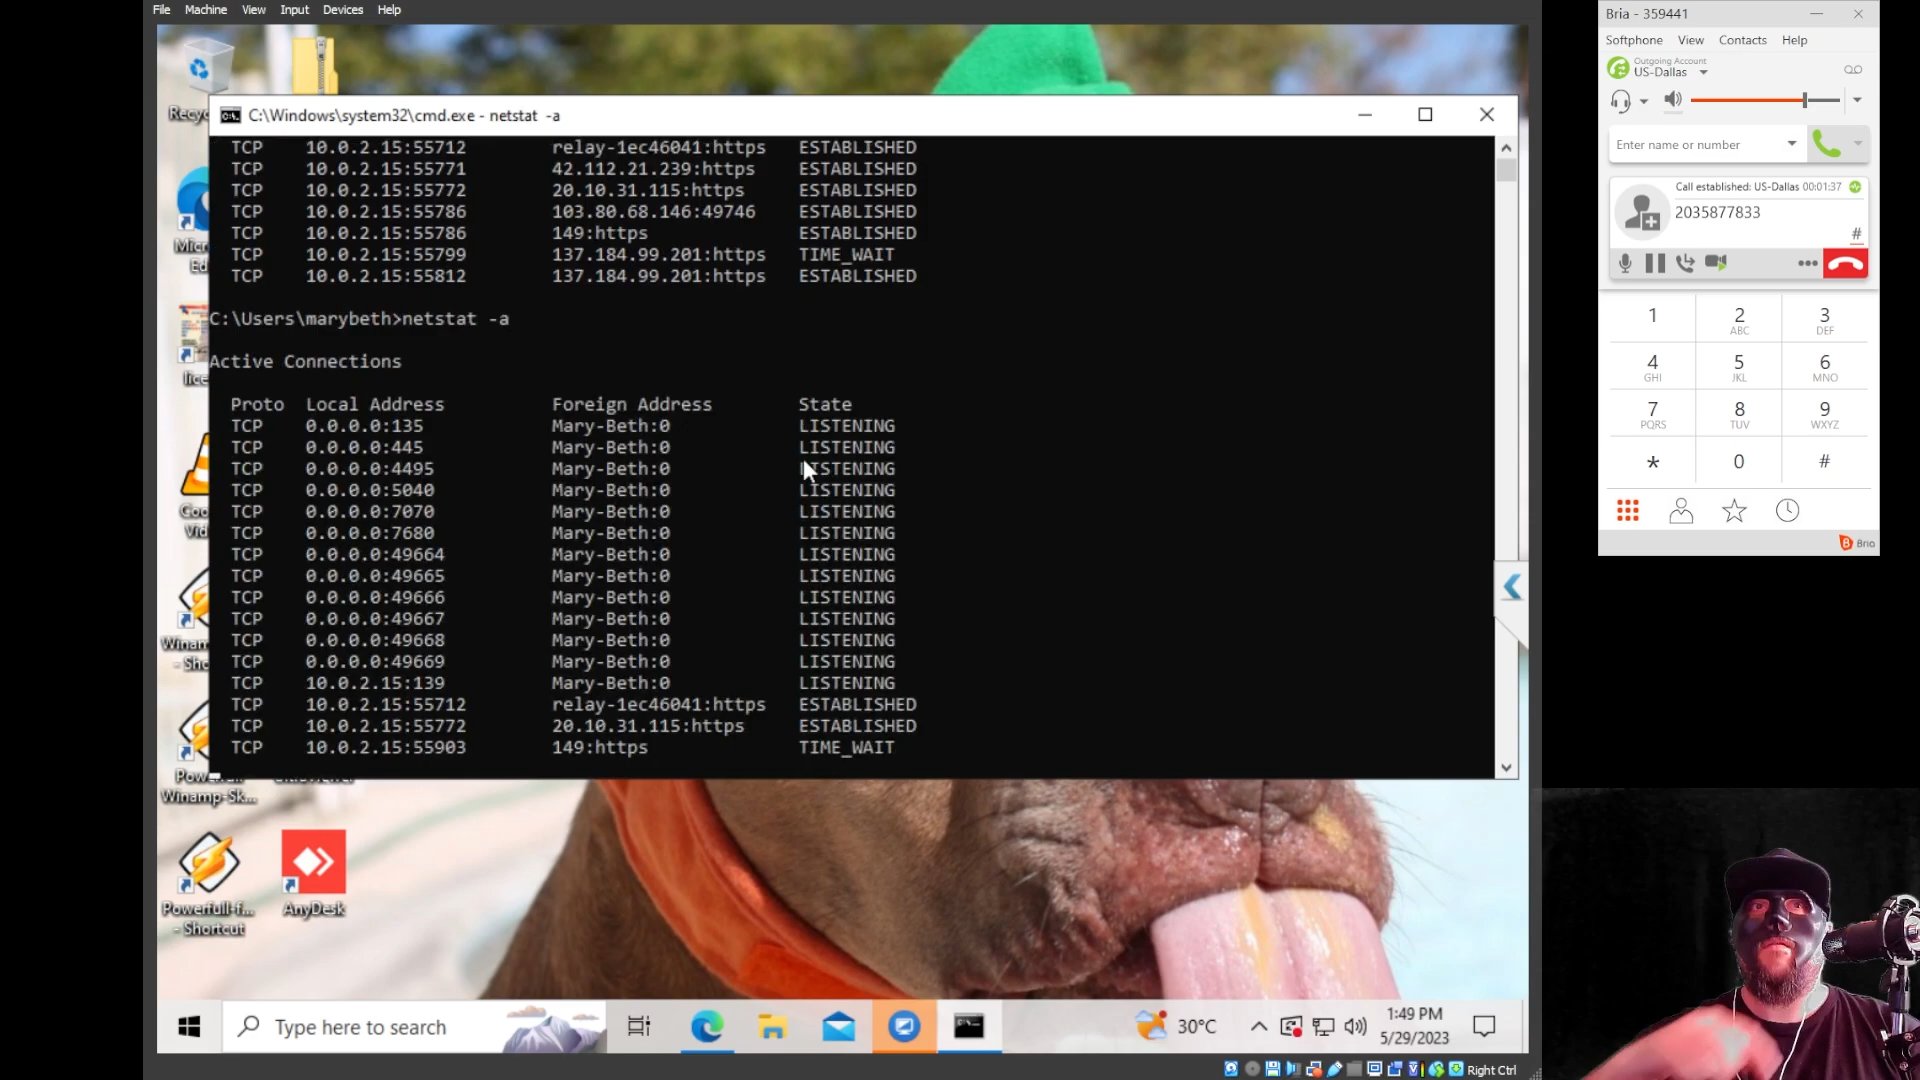 File Machine View Input Devices Help
C:\Windows\system32\cmd.exe - netstat -a
TCP 10.0.2.15:55712 relay-1ec46041:https ESTABLISHED
TCP 10.0.2.15:55771 42.112.21.239:https ESTABLISHED
TCP 10.0.2.15:55772 20.10.31.115:https ESTABLISHED
TCP 10.0.2.15:55786 103.80.68.146:49746 ESTABLISHED
TCP 10.0.2.15:55786 149:https ESTABLISHED
TCP 10.0.2.15:55799 137.184.99.201:https TIME_WAIT
TCP 10.0.2.15:55812 137.184.99.201:https ESTABLISHED
C:\Users\marybeth>netstat -a
Active Connections
Proto Local Address Foreign Address State
TCP 0.0.0.0:135 Mary-Beth:0 LISTENING
TCP 0.0.0.0:445 Mary-Beth:0 LISTENING
TCP 0.0.0.0:4495 Mary-Beth:0 LISTENING
TCP 0.0.0.0:5040 Mary-Beth:0 LISTENING
TCP 0.0.0.0:7070 Mary-Beth:0 LISTENING
TCP 0.0.0.0:7680 Mary-Beth:0 LISTENING
TCP 0.0.0.0:49664 Mary-Beth:0 LISTENING
TCP 0.0.0.0:49665 Mary-Beth:0 LISTENING
TCP 0.0.0.0:49666 Mary-Beth:0 LISTENING
TCP 0.0.0.0:49667 Mary-Beth:0 LISTENING
TCP 0.0.0.0:49668 Mary-Beth:0 LISTENING
TCP 0.0.0.0:49669 Mary-Beth:0 LISTENING
TCP 10.0.2.15:139 Mary-Beth:0 LISTENING
TCP 10.0.2.15:55712 relay-1ec46041:https ESTABLISHED
TCP 10.0.2.15:55772 20.10.31.115:https ESTABLISHED
TCP 10.0.2.15:55903 149:https TIME_WAIT
Winamp-Sk...
Powerfull-f...
- Shortcut
AnyDesk
Type here to search
30°C
1:49 PM
5/29/2023
Right Ctrl
Bria - 359441
Softphone View Contacts Help
Outgoing Account
US-Dallas
Enter name or number
Call established: US-Dallas 00:01:37
2035877833
#
1
2 ABC
3 DEF
4 GHI
5 JKL
6 MNO
7 PQRS
8 TUV
9 WXYZ
*
0
#
Bria